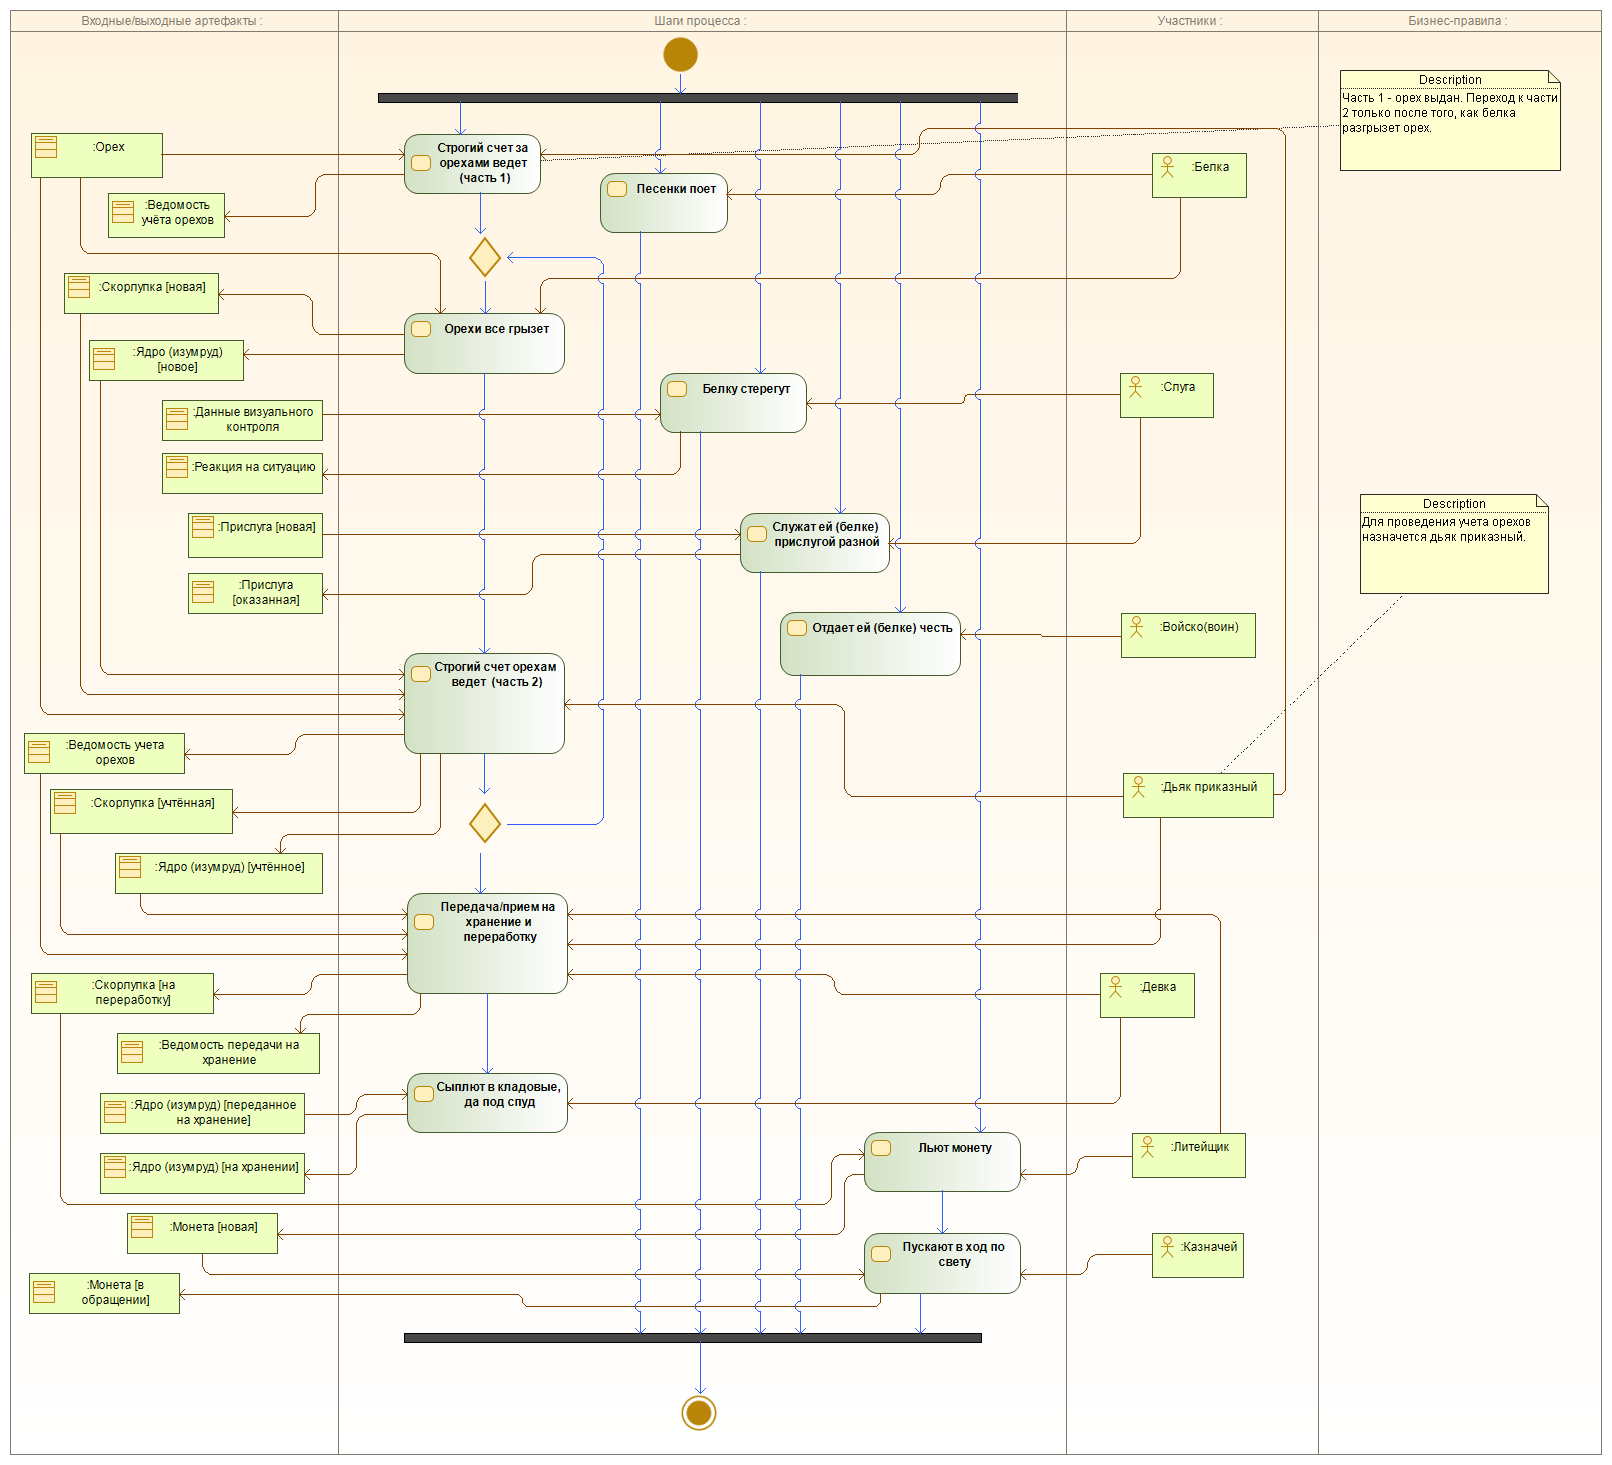 Входные/выходные артефакты :
Шаги процесса :
Участники :
Бизнес-правила :
Description
Часть 1 - орех выдан. Переход к части
2 только после того, как белка
разгрызет орех.
:Орех
Строгий счет за
орехами ведет
(часть 1)
Песенки поет
:Белка
:Ведомость
учёта орехов
:Скорлупка [новая]
Орехи все грызет
:Ядро (изумруд)
[новое]
Белку стерегут
:Слуга
:Данные визуального
контроля
:Реакция на ситуацию
:Прислуга [новая]
Служат ей (белке)
прислугой разной
Description
Для проведения учета орехов
назначется дьяк приказный.
:Прислуга
[оказанная]
Отдает ей (белке) честь
:Войско(воин)
Строгий счет орехам
ведет (часть 2)
:Ведомость учета
орехов
:Дьяк приказный
:Скорлупка [учтённая]
:Ядро (изумруд) [учтённое]
Передача/прием на
хранение и
переработку
:Скорлупка [на
переработку]
:Девка
:Ведомость передачи на
хранение
Сыплют в кладовые,
да под спуд
:Ядро (изумруд) [переданное
на хранение]
Льют монету
:Литейщик
:Ядро (изумруд) [на хранении]
:Монета [новая]
Пускают в ход по
свету
:Казначей
:Монета [в
обращении]